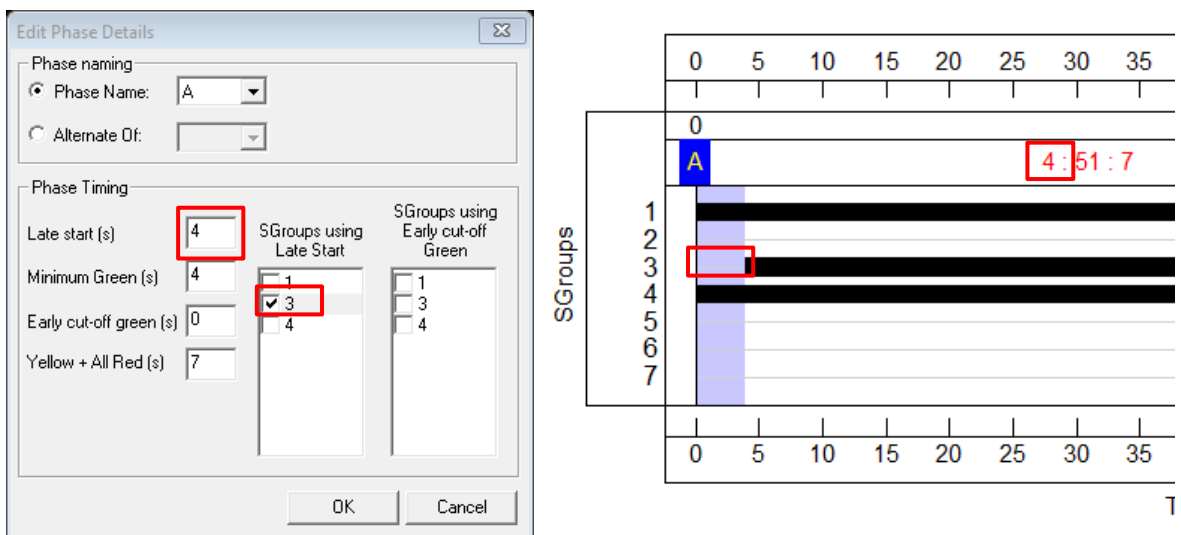 Edit Phase Details
Phase naming
Phase Name: A
Alternate Of:
Phase Timing
Late start (s) 4
Minimum Green (s) 4
Early cut-off green (s) 0
Yellow + All Red (s) 7
SGroups using
Late Start
1
3
4
SGroups using
Early cut-off
Green
1
3
4
OK Cancel
0 5 10 15 20 25 30 35
0
A 4 : 51 : 7
SGroups
1
2
3
4
5
6
7
0 5 10 15 20 25 30 35
T